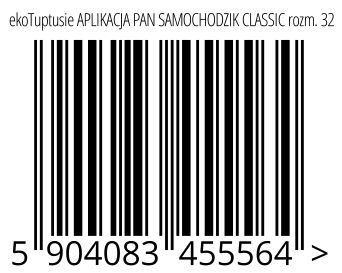 ekoTuptusie APLIKACJA PAN SAMOCHODZIK CLASSIC rozm. 32
5 904083 455564 >